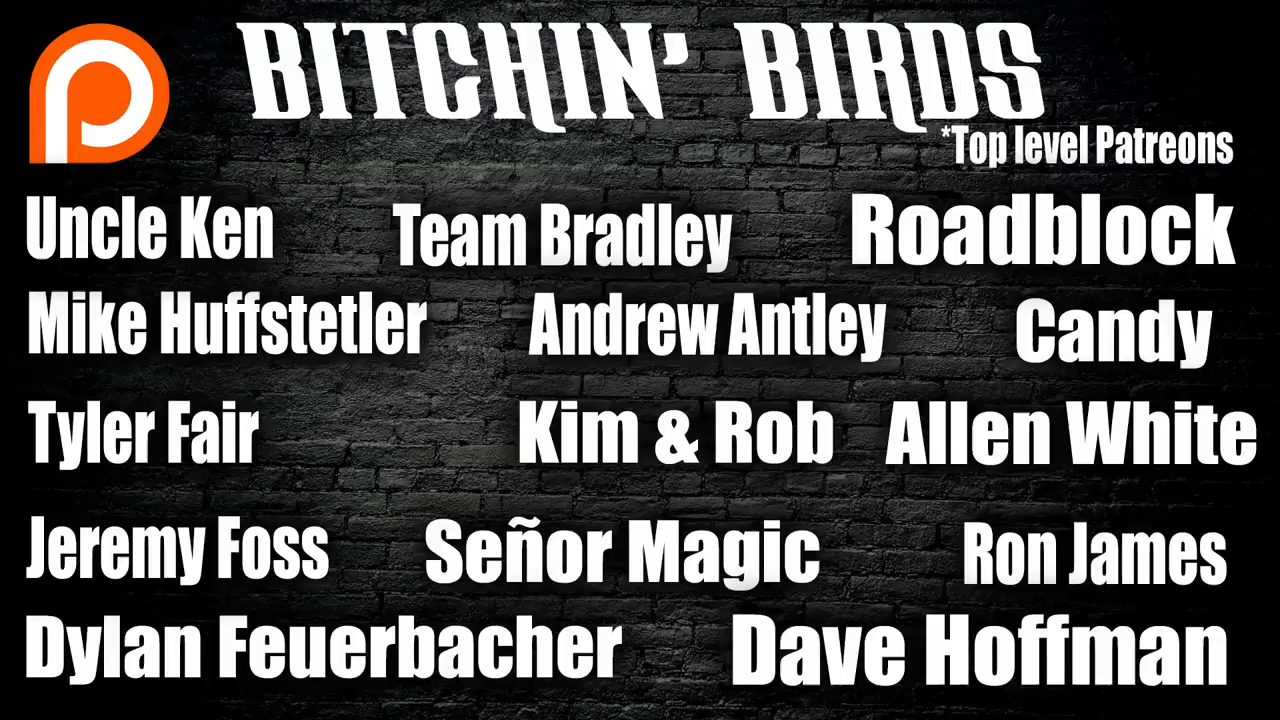 BITCHIN' BIRDS
*Top level Patreons
Uncle Ken Team Bradley Roadblock
Mike Huffstetler Andrew Antley Candy
Tyler Fair Kim & Rob Allen White
Jeremy Foss Señor Magic Ron James
Dylan Feuerbacher Dave Hoffman